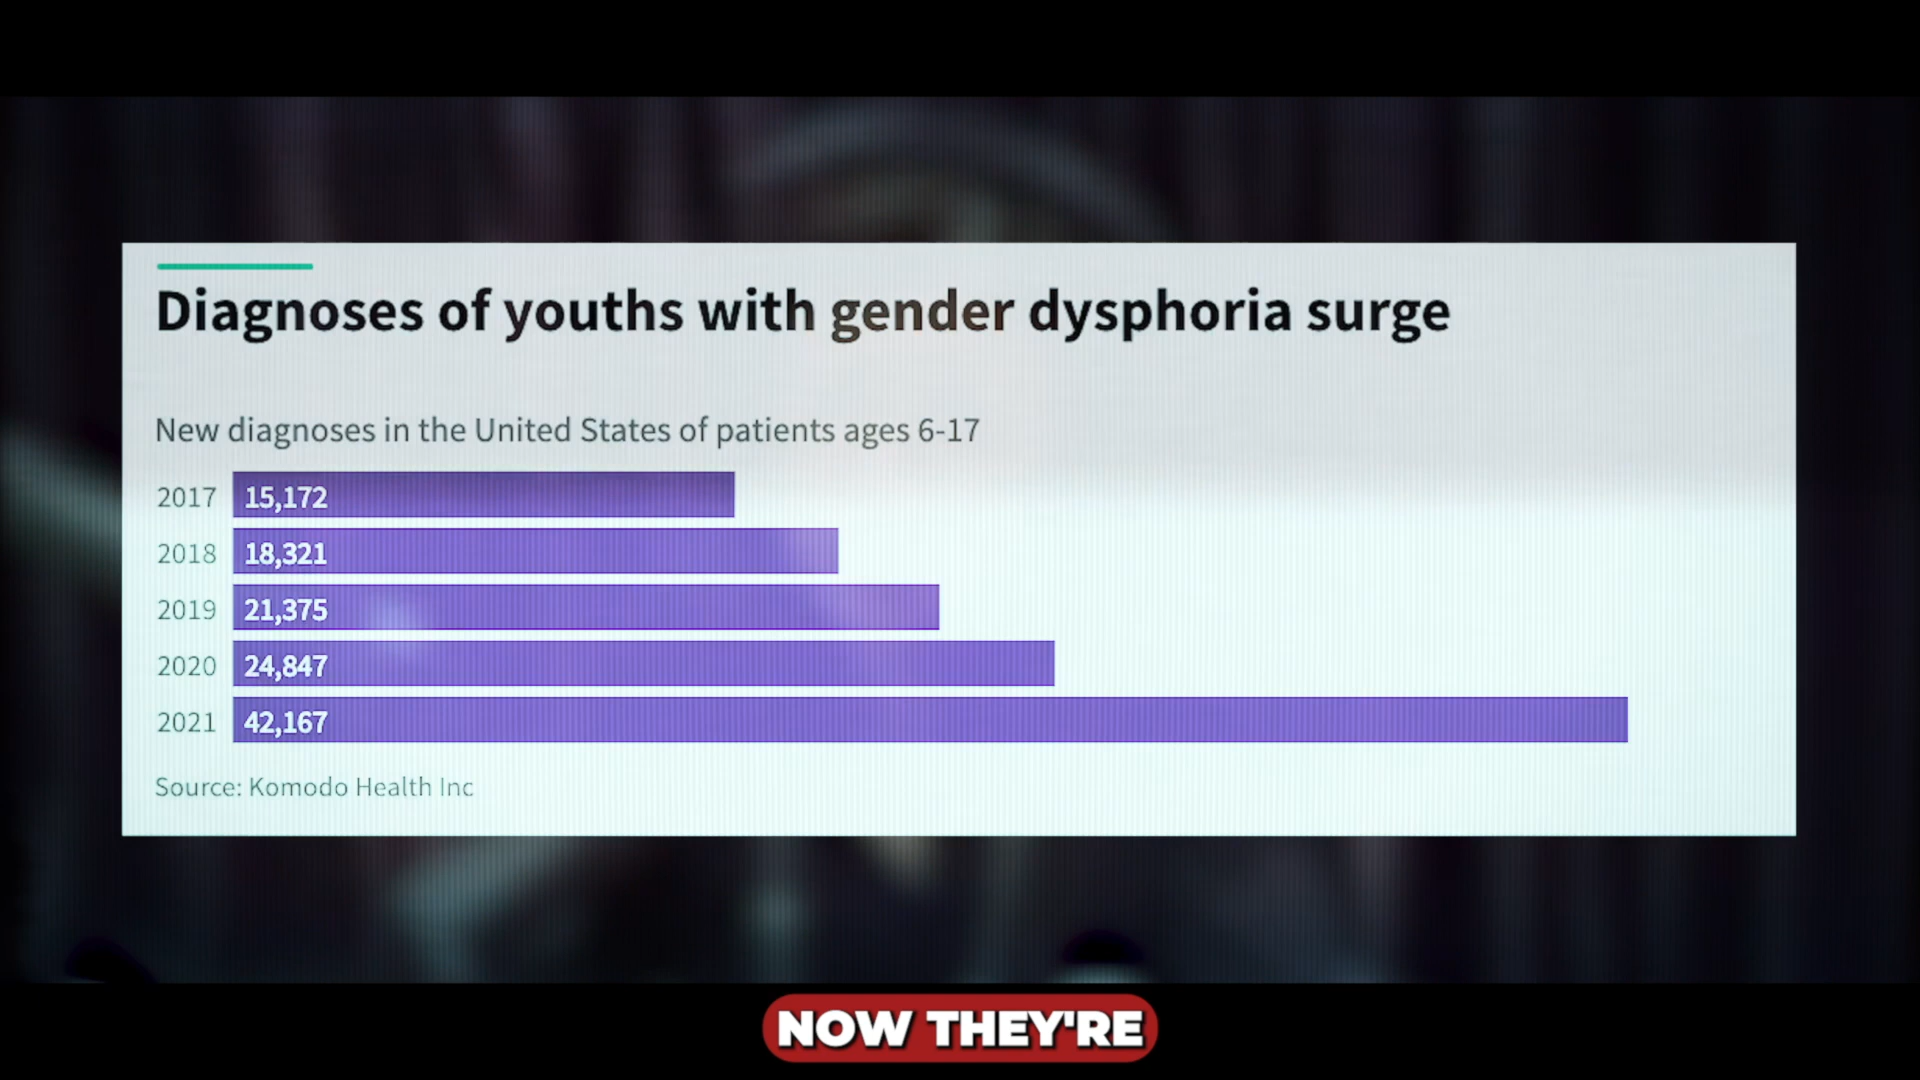 Diagnoses of youths with gender dysphoria surge
New diagnoses in the United States of patients ages 6-17
2017 15,172
2018 18,321
2019 21,375
2020 24,847
2021 42,167
Source: Komodo Health Inc
NOW THEY'RE